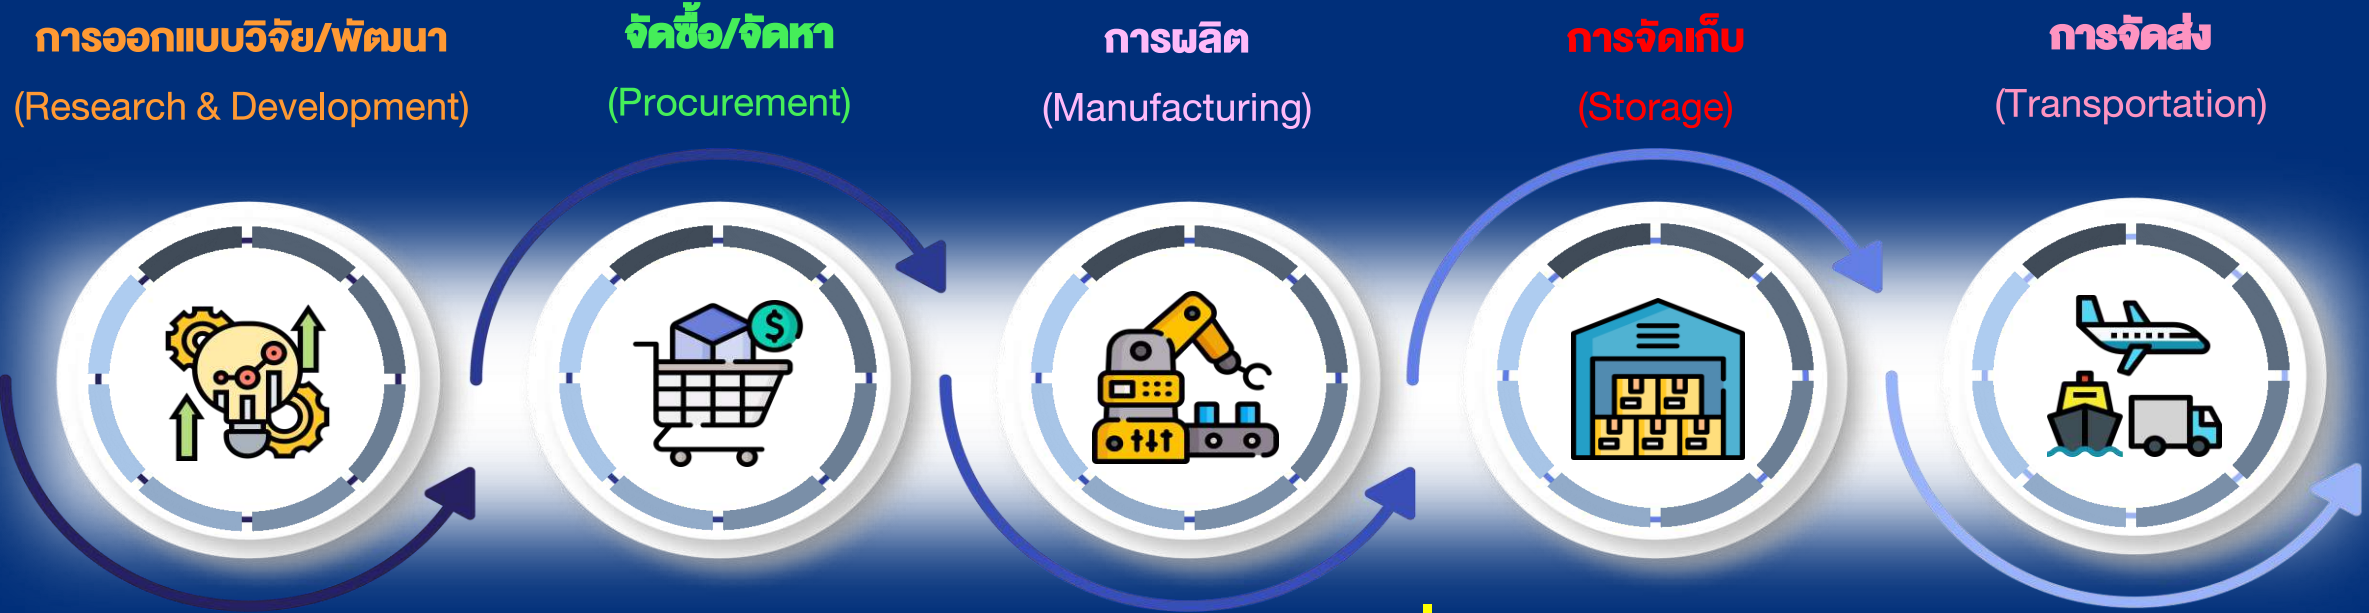 การออกแบบวิจัย/พัฒนา
(Research & Development)
จัดซื้อ/จัดหา
(Procurement)
การผลิต
(Manufacturing)
การจัดเก็บ
(Storage)
การจัดส่ง
(Transportation)
$